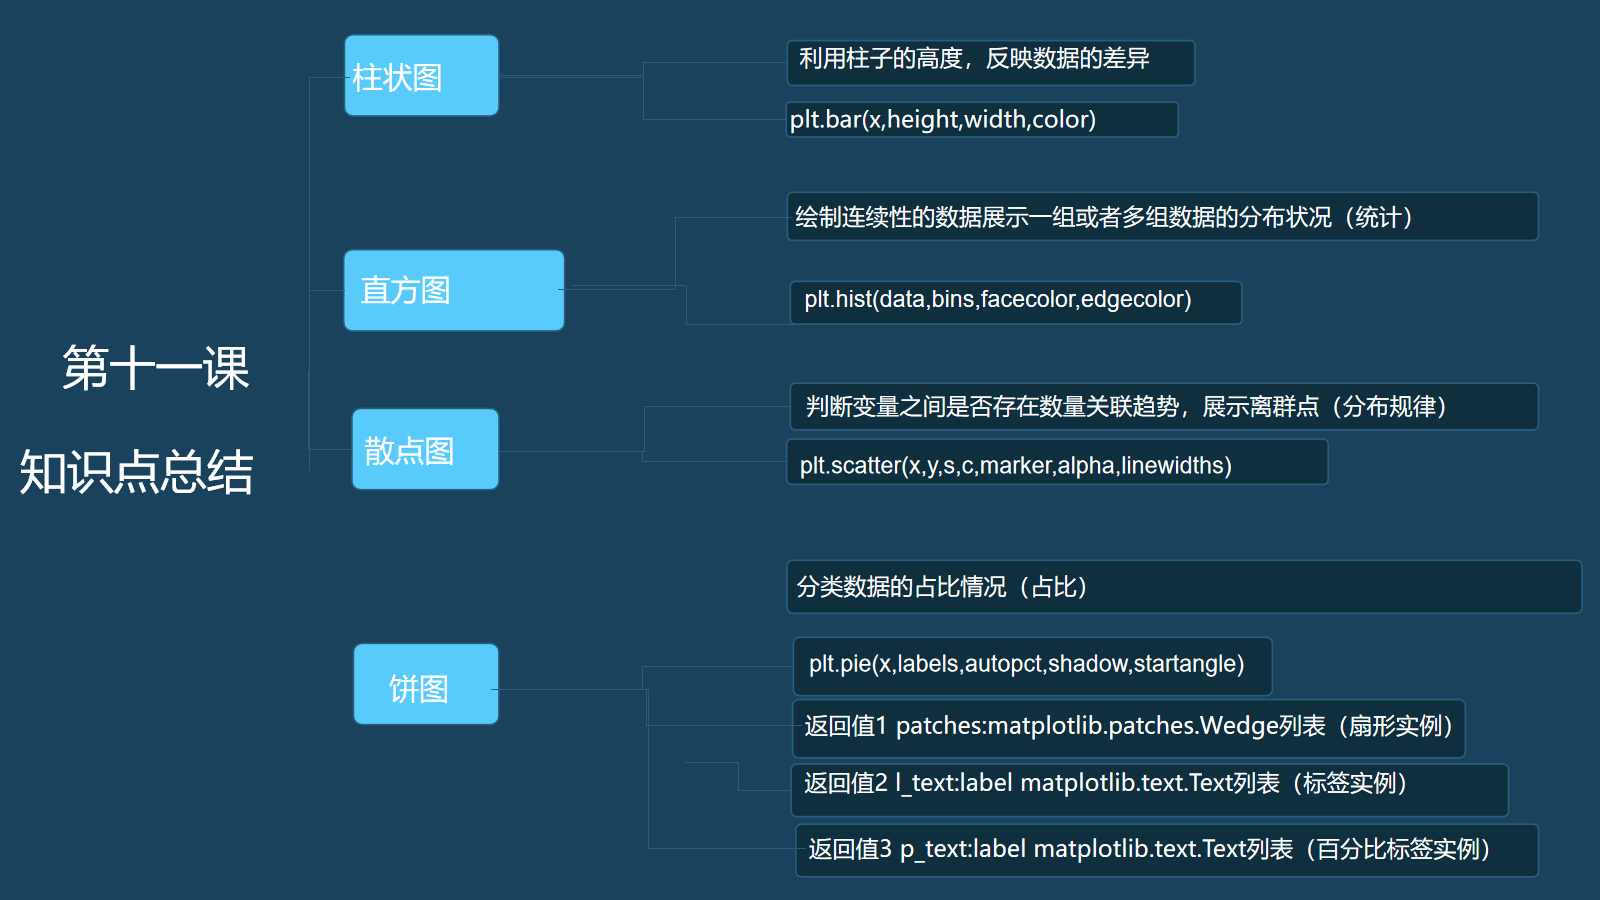 第十一课
知识点总结
柱状图
利用柱子的高度，反映数据的差异
plt.bar(x,height,width,color)
直方图
绘制连续性的数据展示一组或者多组数据的分布状况（统计）
plt.hist(data,bins,facecolor,edgecolor)
散点图
判断变量之间是否存在数量关联趋势，展示离群点（分布规律）
plt.scatter(x,y,s,c,marker,alpha,linewidths)
饼图
分类数据的占比情况（占比）
plt.pie(x,labels,autopct,shadow,startangle)
返回值1 patches:matplotlib.patches.Wedge列表（扇形实例）
返回值2 l_text:label matplotlib.text.Text列表（标签实例）
返回值3 p_text:label matplotlib.text.Text列表（百分比标签实例）